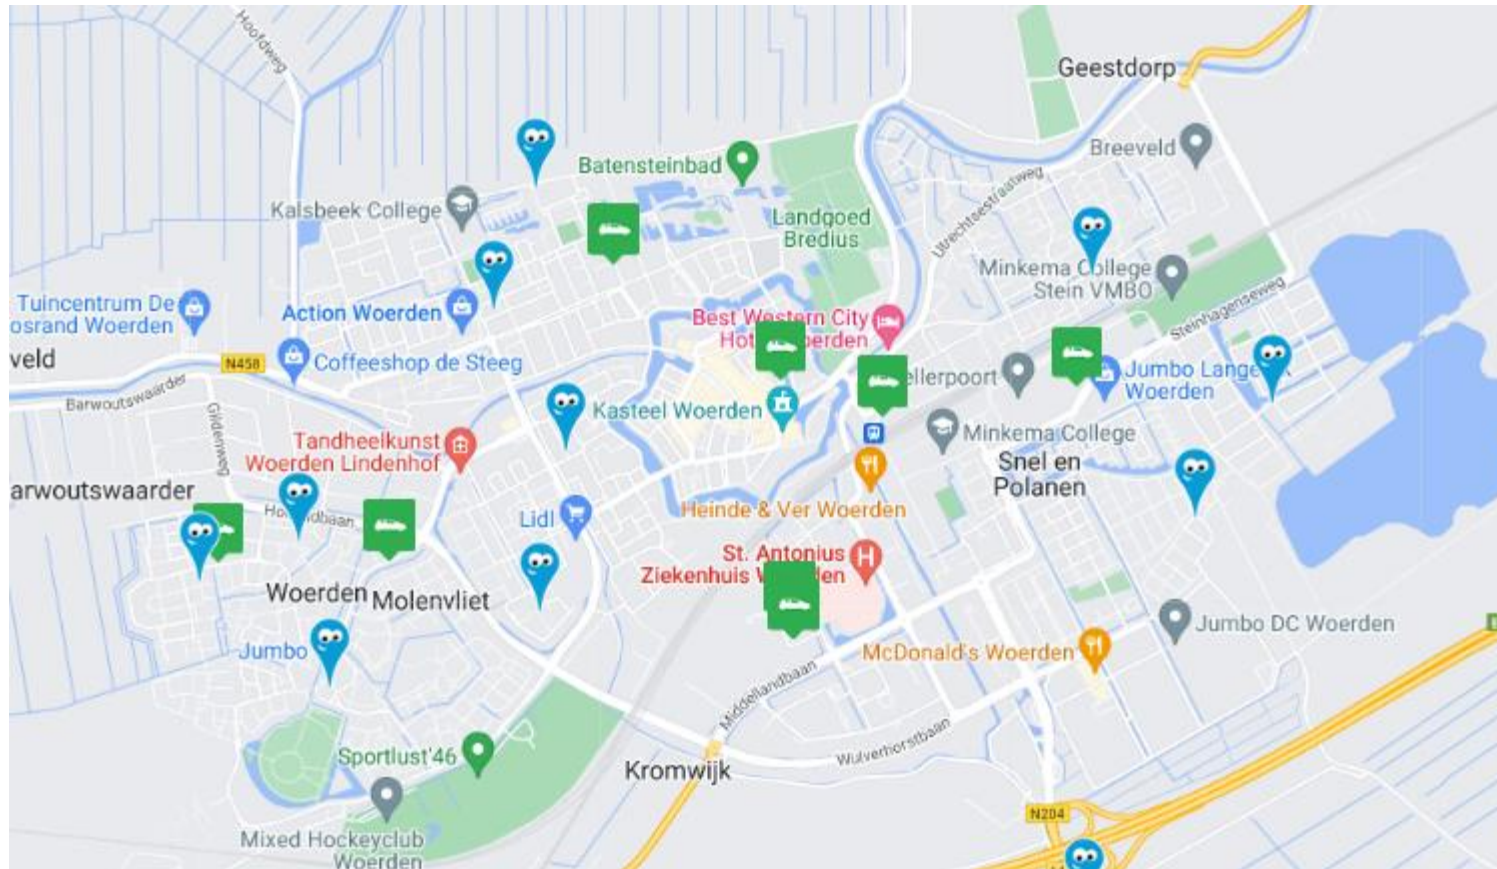 Hoofdweg
Geestdorp
Breeveld
Batensteinbad
Kalsbeek College
Landgoed
Bredius
Utrechtsestraatweg
Minkema College
Stein VMBO
Tuincentrum De
osrand Woerden
Action Woerden
Best Western City
Steinhagenseweg
veld
N458
Coffeeshop de Steeg
ellerpoort
Jumbo Lange
Woerden
Barwoutswaarder
Gildenweg
Kasteel Woerden
Tandheelkunst
Woerden Lindenhof
Minkema College
Snel en
Polanen
arwoutswaarder
Lidl
Heinde & Ver Woerden
St. Antonius
Ziekenhuis
Woerden
Molenvliet
Jumbo DC Woerden
Jumbo
McDonald's Woerden
Middellandbaan
Sportlust'46
Kromwijk
Wulverhorstbaan
N204
Mixed Hockeyclub
Woerden